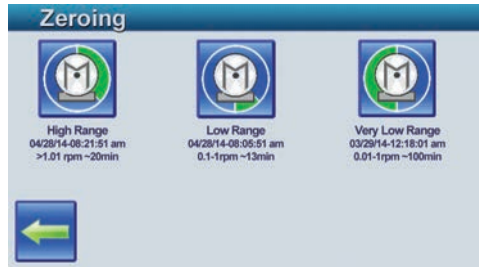 Zeroing
High Range
04/28/14-08:21:51 am
>1.01 rpm ~20min
Low Range
04/28/14-08:05:51 am
0.1-1rpm ~13min
Very Low Range
03/29/14-12:18:01 am
0.01-1rpm ~100min